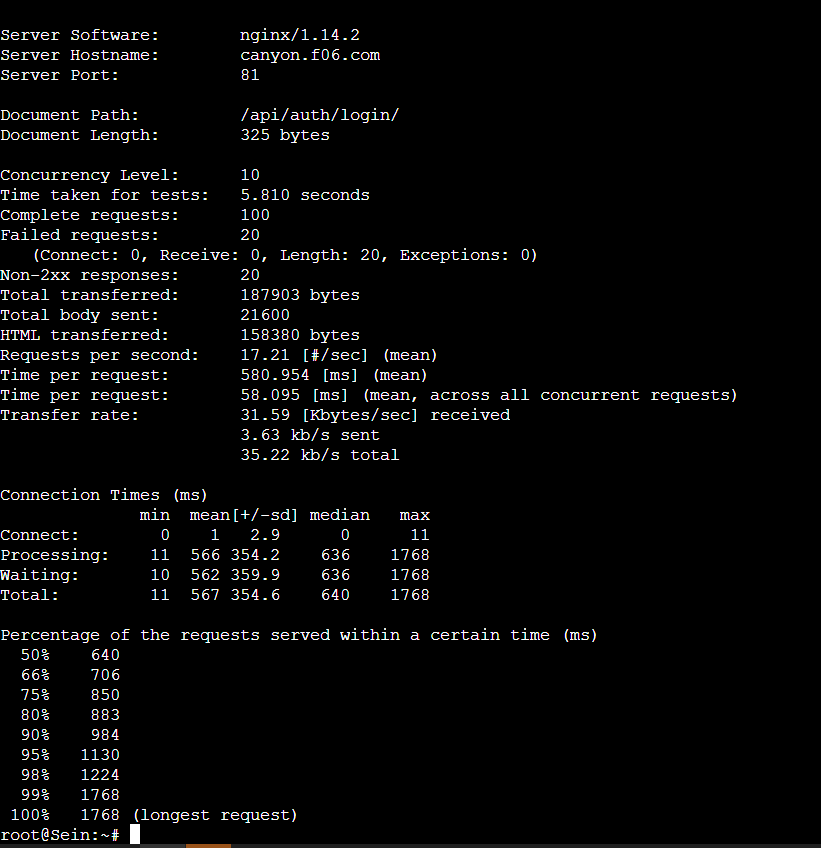 Server Software: nginx/1.14.2
Server Hostname: canyon.f06.com
Server Port: 81
Document Path: /api/auth/login/
Document Length: 325 bytes
Concurrency Level: 10
Time taken for tests: 5.810 seconds
Complete requests: 100
Failed requests: 20
(Connect: 0, Receive: 0, Length: 20, Exceptions: 0)
Non-2xx responses: 20
Total transferred: 187903 bytes
Total body sent: 21600
HTML transferred: 158380 bytes
Requests per second: 17.21 [#/sec] (mean)
Time per request: 580.954 [ms] (mean)
Time per request: 58.095 [ms] (mean, across all concurrent requests)
Transfer rate: 31.59 [Kbytes/sec] received
3.63 kb/s sent
35.22 kb/s total
Connection Times (ms)
min mean[+/-sd] median max
Connect: 0 1 2.9 0 11
Processing: 11 566 354.2 636 1768
Waiting: 10 562 359.9 636 1768
Total: 11 567 354.6 640 1768
Percentage of the requests served within a certain time (ms)
50% 640
66% 706
75% 850
80% 883
90% 984
95% 1130
98% 1224
99% 1768
100% 1768 (longest request)
root@Sein:~#